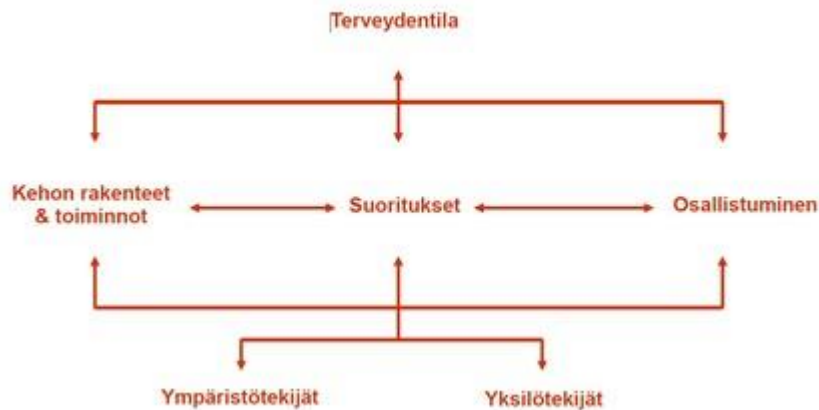 Terveydentila
Kehon rakenteet
& toiminnot
Suoritukset
Osallistuminen
Ympäristötekijät
Yksilötekijät